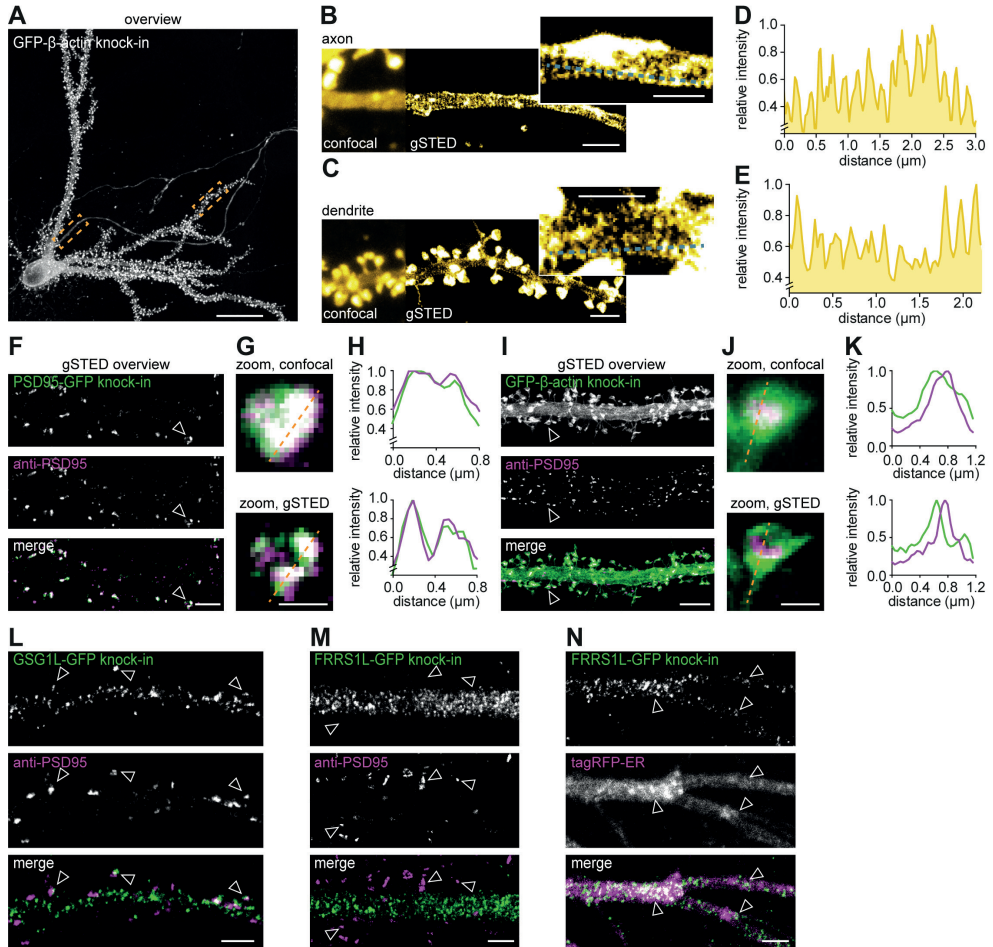 A
overview
GFP-β-actin knock-in
B
axon
confocal
gSTED
C
dendrite
confocal
gSTED
D
relative intensity
1.0
0.8
0.6
0.4
0.0 0.5 1.0 1.5 2.0 2.5 3.0
distance (µm)
E
relative intensity
1.0
0.8
0.6
0.4
0.0 0.5 1.0 1.5 2.0
distance (µm)
F
gSTED overview
PSD95-GFP knock-in
anti-PSD95
merge
G
zoom, confocal
zoom, gSTED
H
relative intensity
1.0
0.8
0.6
0.4
0.0 0.4 0.8
distance (µm)
relative intensity
1.0
0.8
0.6
0.4
0.0 0.4 0.8
distance (µm)
I
gSTED overview
GFP-β-actin knock-in
anti-PSD95
merge
J
zoom, confocal
zoom, gSTED
K
relative intensity
1.0
0.5
0.0
0.0 0.4 0.8 1.2
distance (µm)
relative intensity
1.0
0.5
0.0
0.0 0.4 0.8 1.2
distance (µm)
L
GSG1L-GFP knock-in
anti-PSD95
merge
M
FRRS1L-GFP knock-in
anti-PSD95
merge
N
FRRS1L-GFP knock-in
tagRFP-ER
merge